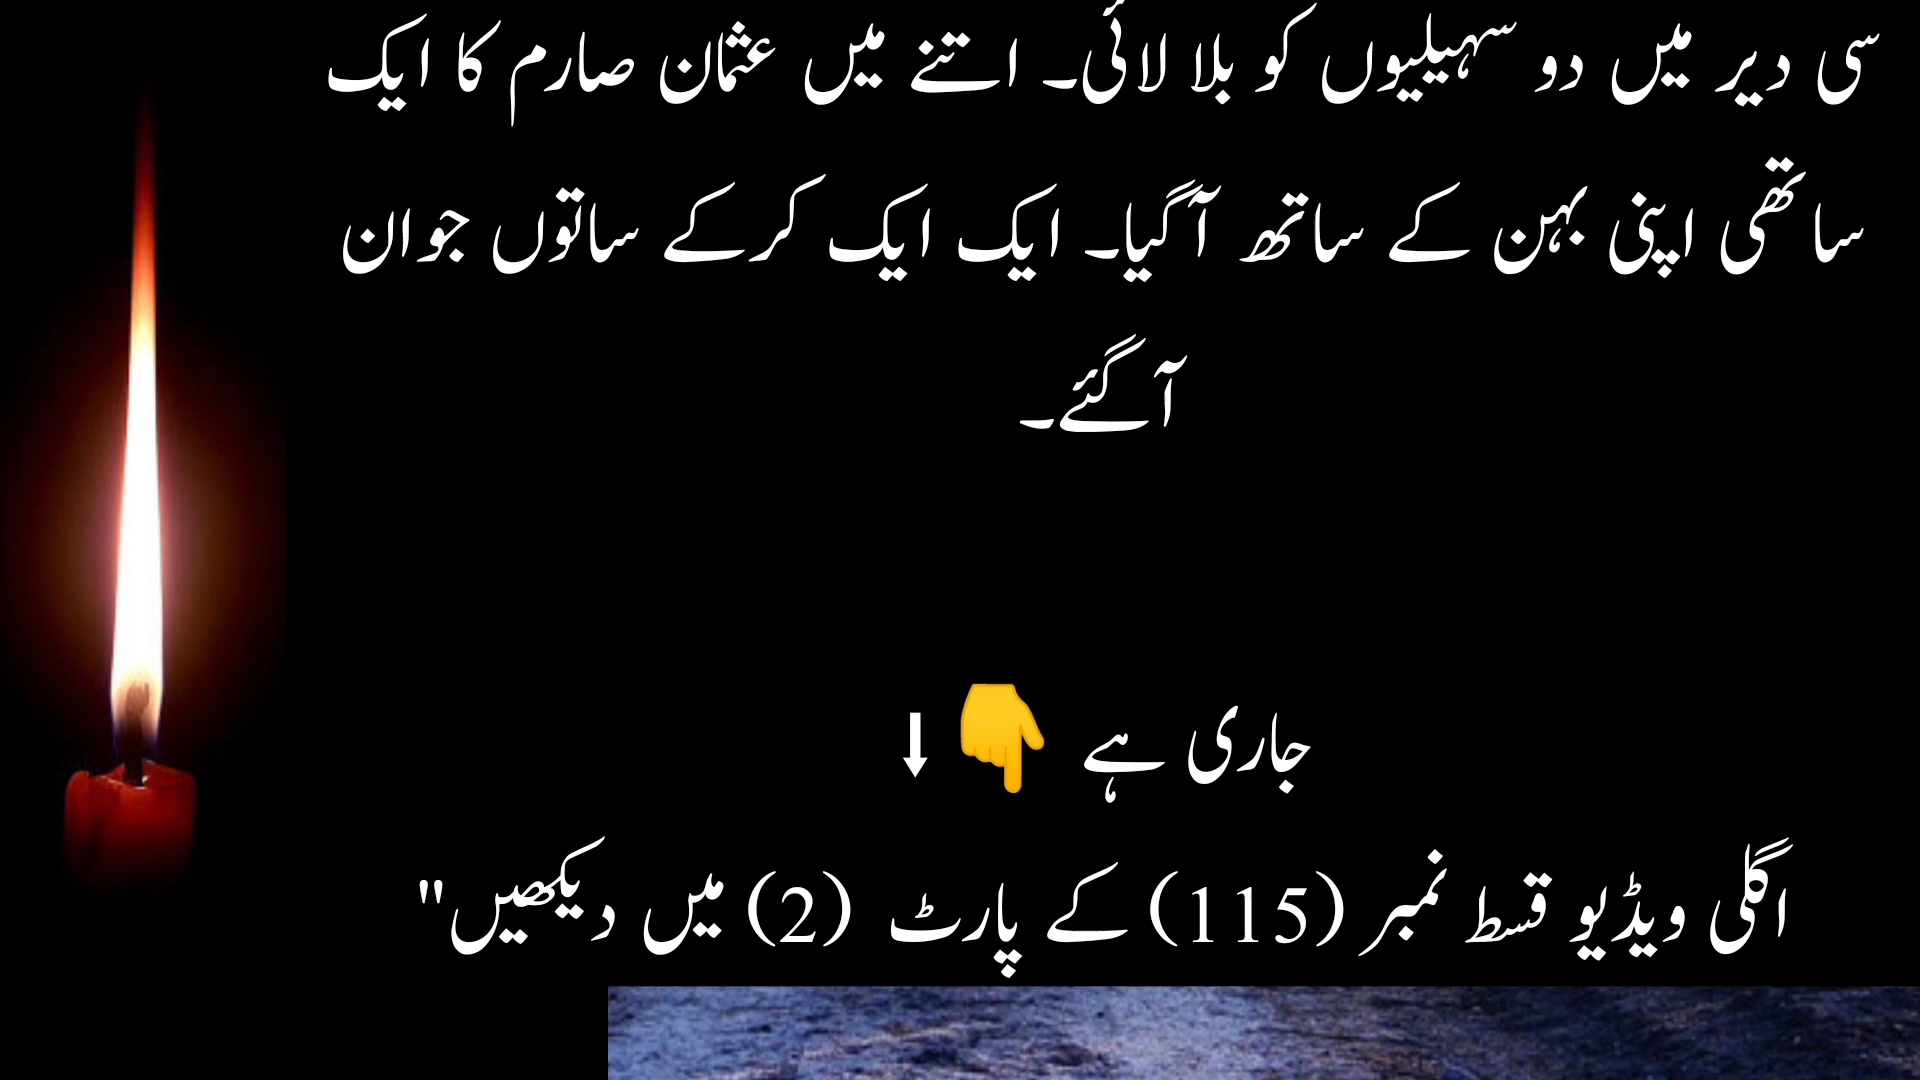 سی دیر میں دو سہیلیوں کو بلا لائی۔ اتنے میں عثمان صارم کا ایک
ساتھی اپنی بہن کے ساتھ آگیا۔ ایک ایک کرکے ساتوں جوان
آگئے۔
جاری ہے 👇⬇
اگلی ویڈیو قسط نمبر (115) کے پارٹ (2) میں دیکھیں"